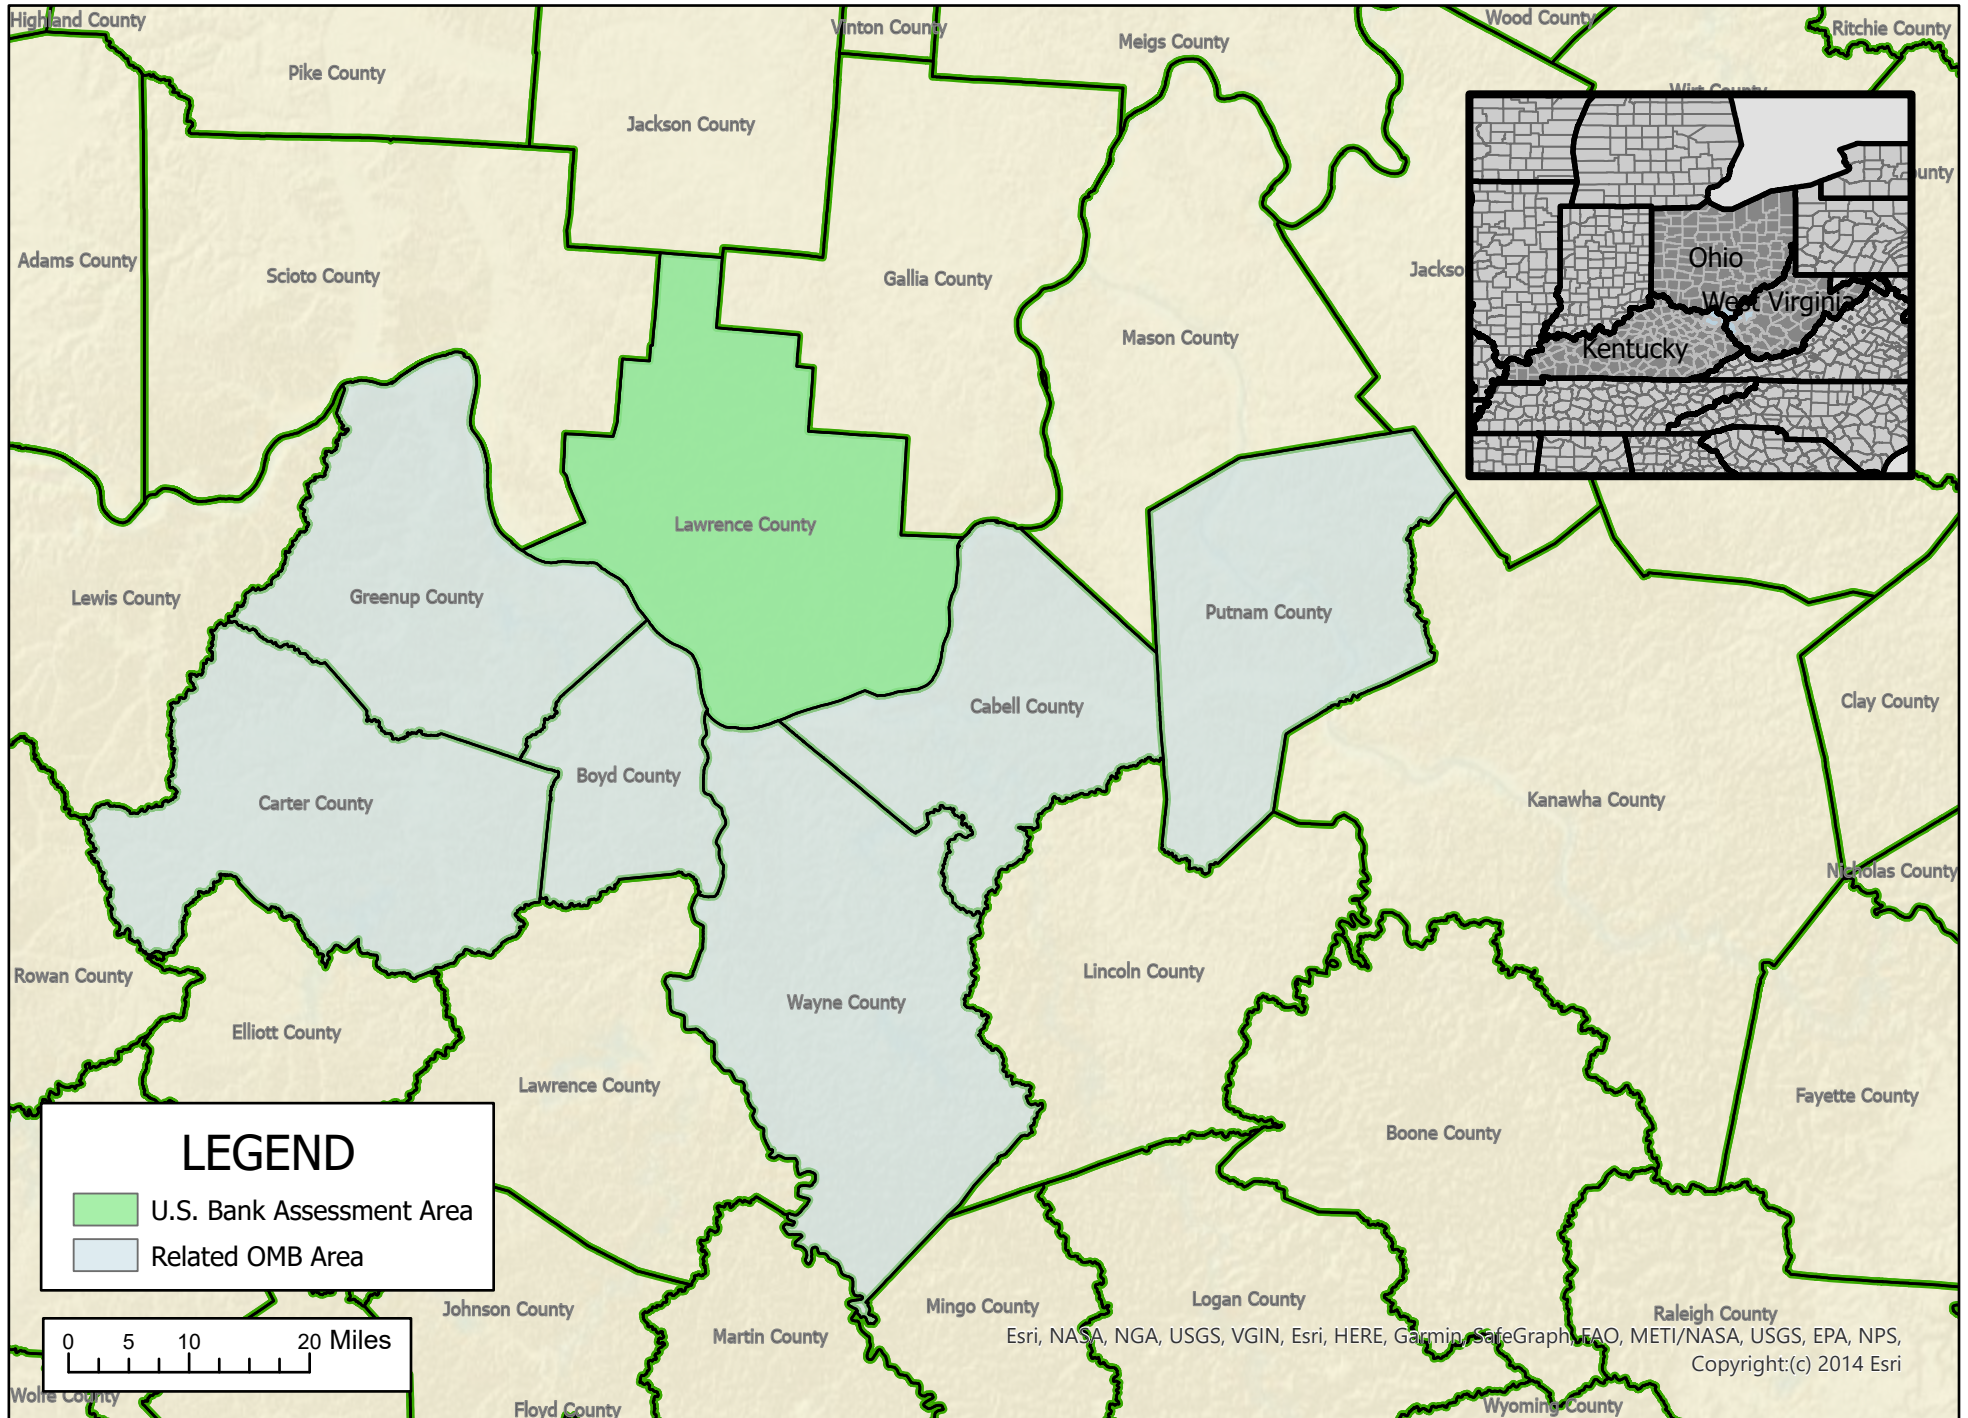 Highland County
Vinton County
Wood County
Ritchie County
Meigs County
Pike County
Wirt County
Jackson County
unty
Adams County
Scioto County
Gallia County
Jackso
Mason County
Ohio
West Virginia
Kentucky
Lawrence County
Lewis County
Greenup County
Putnam County
Cabell County
Clay County
Boyd County
Carter County
Kanawha County
Nicholas County
Rowan County
Lincoln County
Wayne County
Elliott County
Lawrence County
Fayette County
Boone County
LEGEND
U.S. Bank Assessment Area
Related OMB Area
Johnson County
Mingo County
Logan County
Raleigh County
Martin County
0 5 10 20 Miles
Esri, NASA, NGA, USGS, VGIN, Esri, HERE, Garmin, SafeGraph, FAO, METI/NASA, USGS, EPA, NPS,
Copyright:(c) 2014 Esri
Wolfe County
Floyd County
Wyoming County